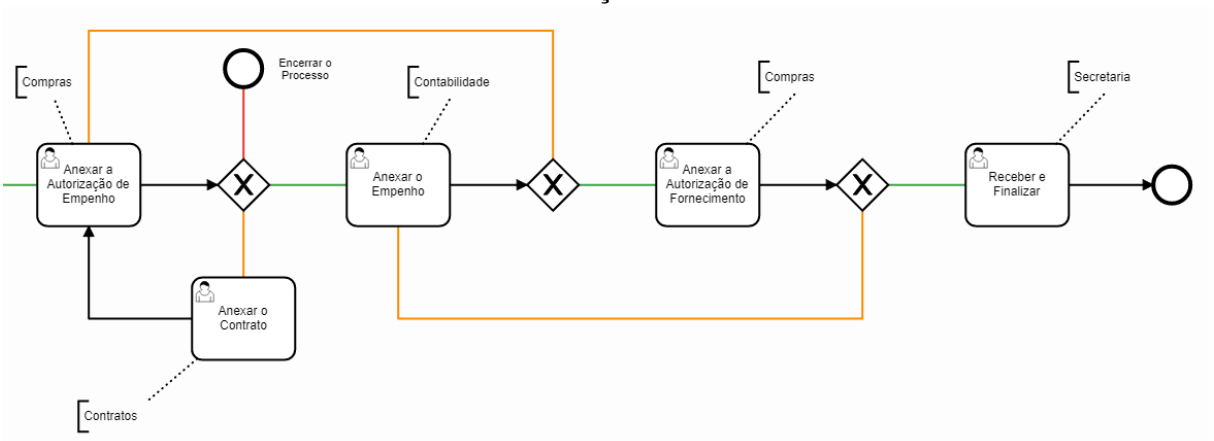 Compras
Encerrar o
Processo
Contabilidade
Compras
Secretaria
Anexar a
Autorização de
Empenho
X
Anexar o
Empenho
X
Anexar a
Autorização de
Fornecimento
X
Receber e
Finalizar
Anexar o
Contrato
Contratos